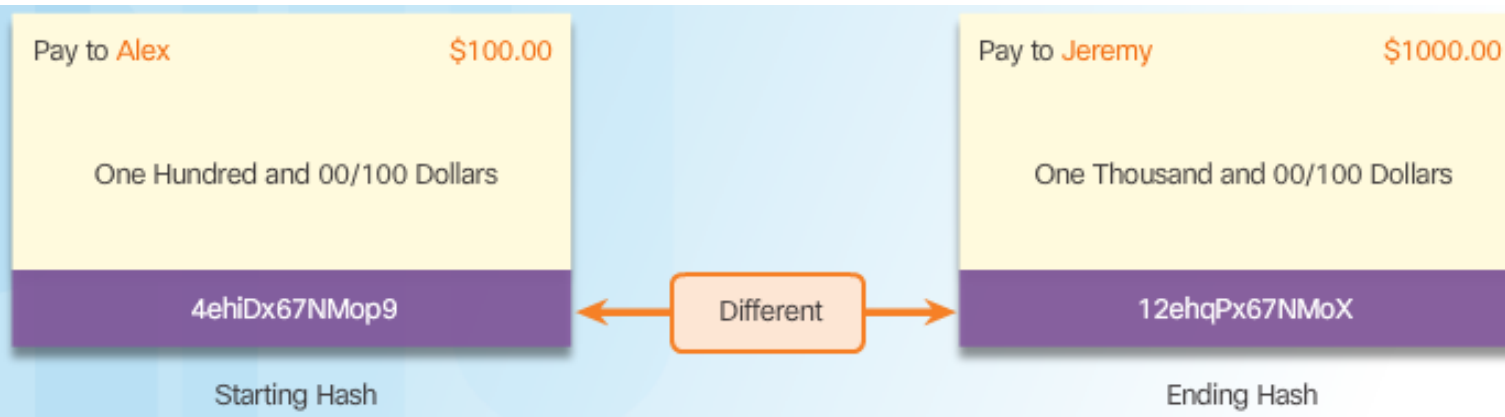 Pay to Alex $100.00
One Hundred and 00/100 Dollars
4ehiDx67NMop9
Starting Hash
Different
Pay to Jeremy $1000.00
One Thousand and 00/100 Dollars
12ehqPx67NMoX
Ending Hash